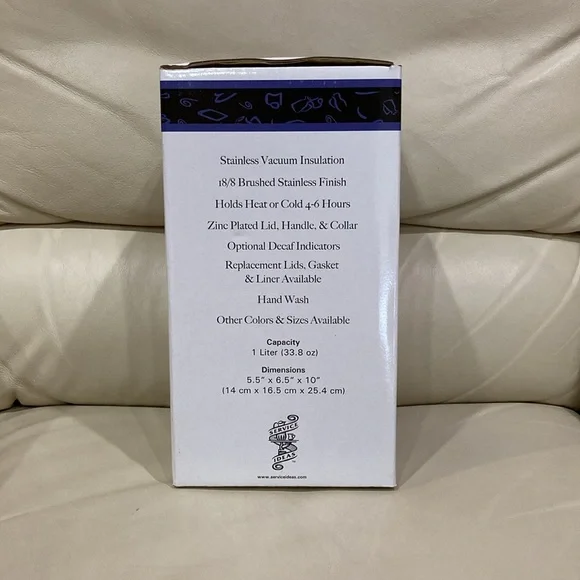 Stainless Vacuum Insulation
18/8 Brushed Stainless Finish
Holds Heat or Cold 4-6 Hours
Zinc Plated Lid, Handle, & Collar
Optional Decaf Indicators
Replacement Lids, Gasket
& Liner Available
Hand Wash
Other Colors & Sizes Available
Capacity
1 Liter (33.8 oz)
Dimensions
5.5" x 6.5" x 10"
(14 cm x 16.5 cm x 25.4 cm)
SERVICE
IDEAS
www.serviceideas.com